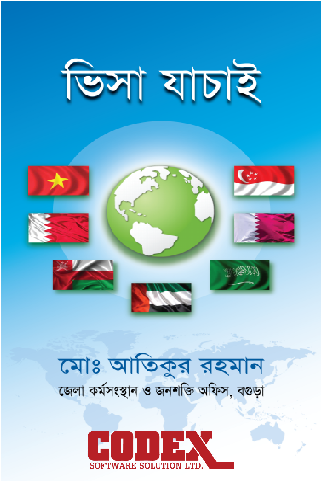 ভিসা যাচাই
মোঃ আতিকুর রহমান
জেলা কর্মসংস্থান ও জনশক্তি অফিস, বগুড়া
CODEX
SOFTWARE SOLUTION LTD.